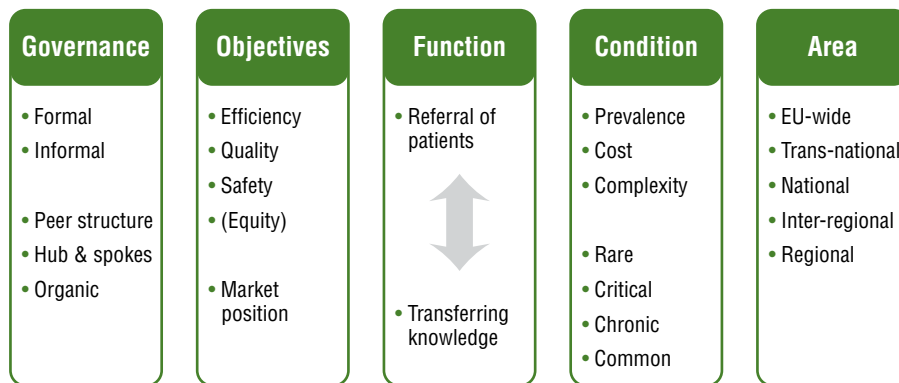 Governance
• Formal
• Informal
• Peer structure
• Hub & spokes
• Organic
Objectives
• Efficiency
• Quality
• Safety
• (Equity)
• Market
position
Function
• Referral of
patients
• Transferring
knowledge
Condition
• Prevalence
• Cost
• Complexity
• Rare
• Critical
• Chronic
• Common
Area
• EU-wide
• Trans-national
• National
• Inter-regional
• Regional